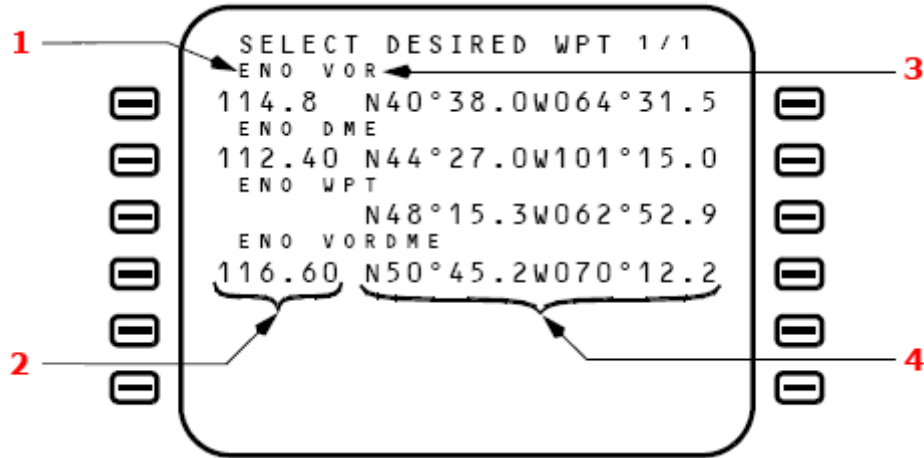 1
SELECT DESIRED WPT 1/1
ENO VOR
3
114.8 N40°38.0W064°31.5
ENO DME
112.40 N44°27.0W101°15.0
ENO WPT
N48°15.3W062°52.9
ENO VORDME
116.60 N50°45.2W070°12.2
2
4